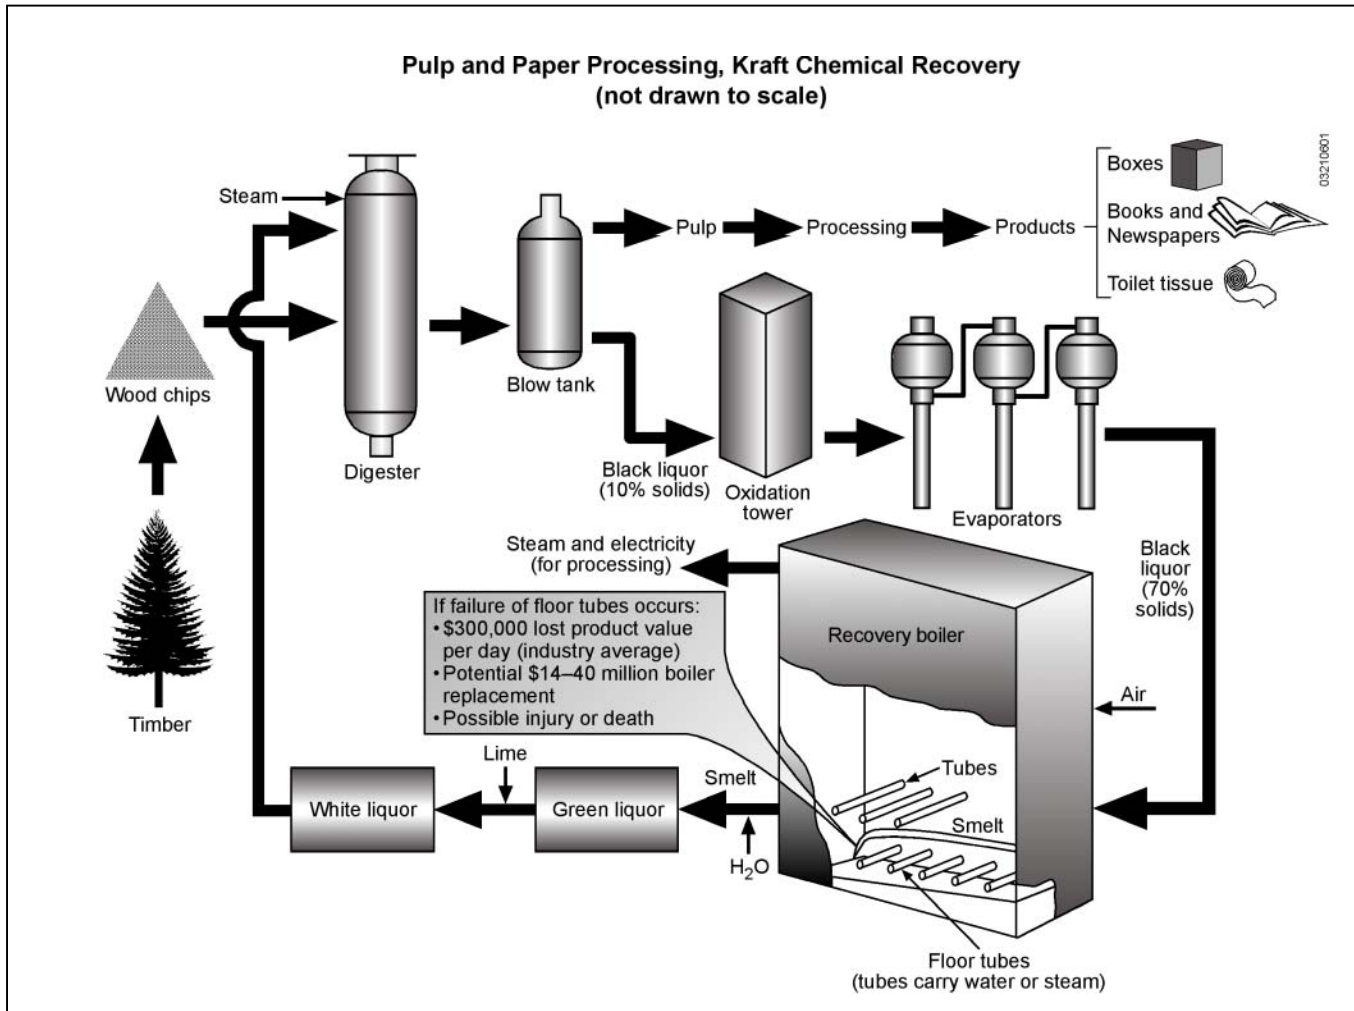 Pulp and Paper Processing, Kraft Chemical Recovery
(not drawn to scale)
03210601
Steam
Boxes
Books and
Newspapers
Toilet tissue
Pulp
Processing
Products
Wood chips
Blow tank
Digester
Black liquor
(10% solids)
Oxidation
tower
Evaporators
Timber
Steam and electricity
(for processing)
Black
liquor
(70%
solids)
If failure of floor tubes occurs:
• $300,000 lost product value
per day (industry average)
• Potential $14–40 million boiler
replacement
• Possible injury or death
Recovery boiler
Air
Lime
Smelt
Tubes
White liquor
Green liquor
Smelt
H₂O
Floor tubes
(tubes carry water or steam)